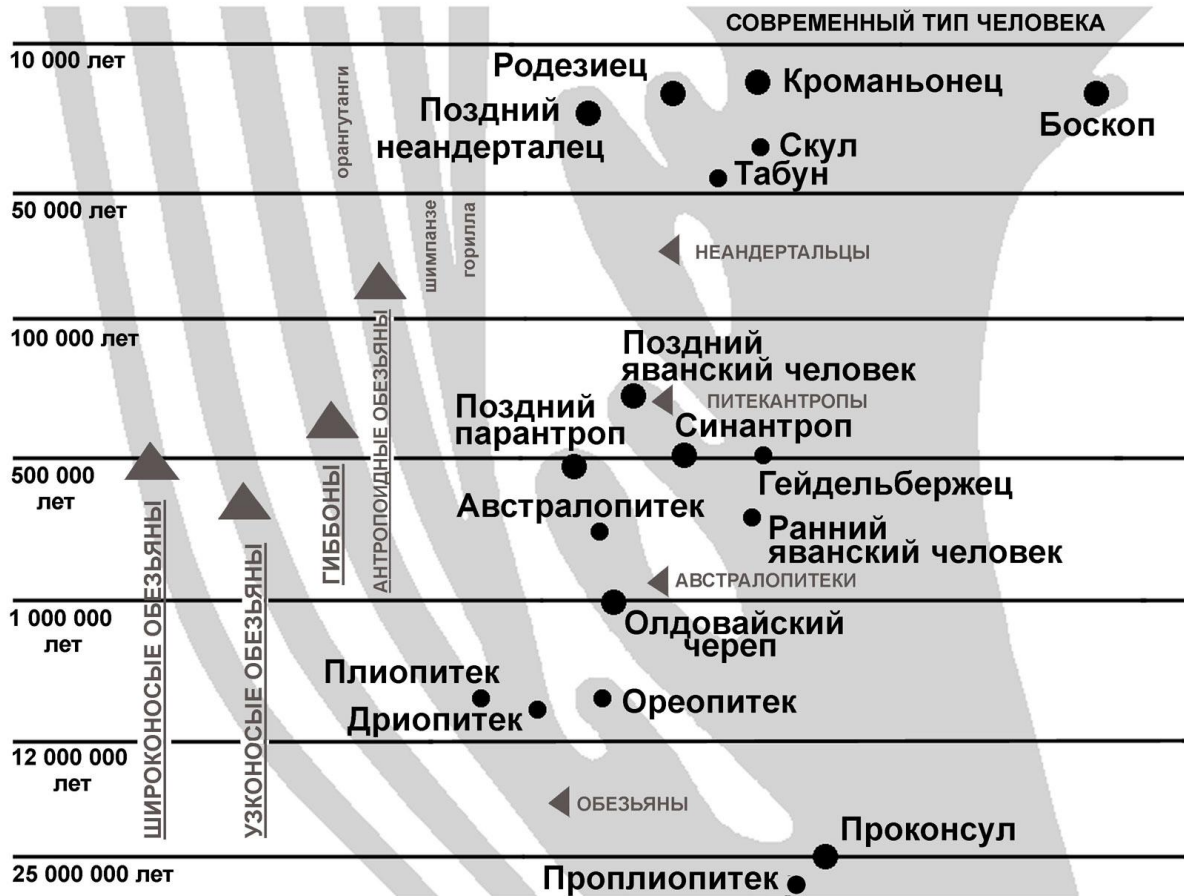 СОВРЕМЕННЫЙ ТИП ЧЕЛОВЕКА
10 000 лет
Родезиец
Кроманьонец
Поздний
неандерталец
Боскоп
орангутанги
Скул
Табун
50 000 лет
шимпанзе
горилла
НЕАНДЕРТАЛЬЦЫ
100 000 лет
Поздний
яванский человек
ПИТЕКАНТРОПЫ
Поздний
парантроп
Синантроп
500 000
лет
Гейдельбержец
Австралопитек
Ранний
яванский человек
ШИРОКОНОСЫЕ ОБЕЗЬЯНЫ
УЗКОНОСЫЕ ОБЕЗЬЯНЫ
ГИББОНЫ
АНТРОПОИДНЫЕ ОБЕЗЬЯНЫ
АВСТРАЛОПИТЕКИ
1 000 000
лет
Олдовайский
череп
Плиопитек
Дриопитек
Ореопитек
12 000 000
лет
ОБЕЗЬЯНЫ
Проконсул
25 000 000 лет
Проплиопитек